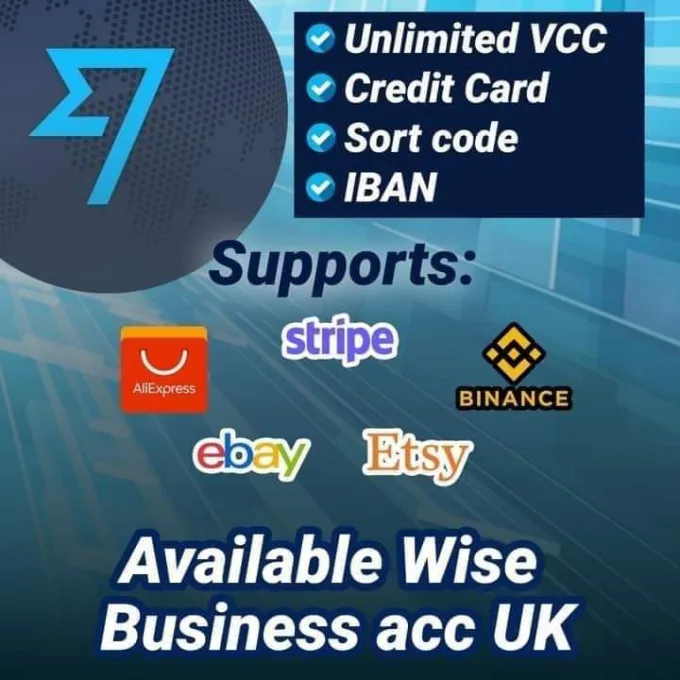 Unlimited VCC
Credit Card
Sort code
IBAN
Supports:
stripe
AliExpress
BINANCE
ebay
Etsy
Available Wise
Business acc UK